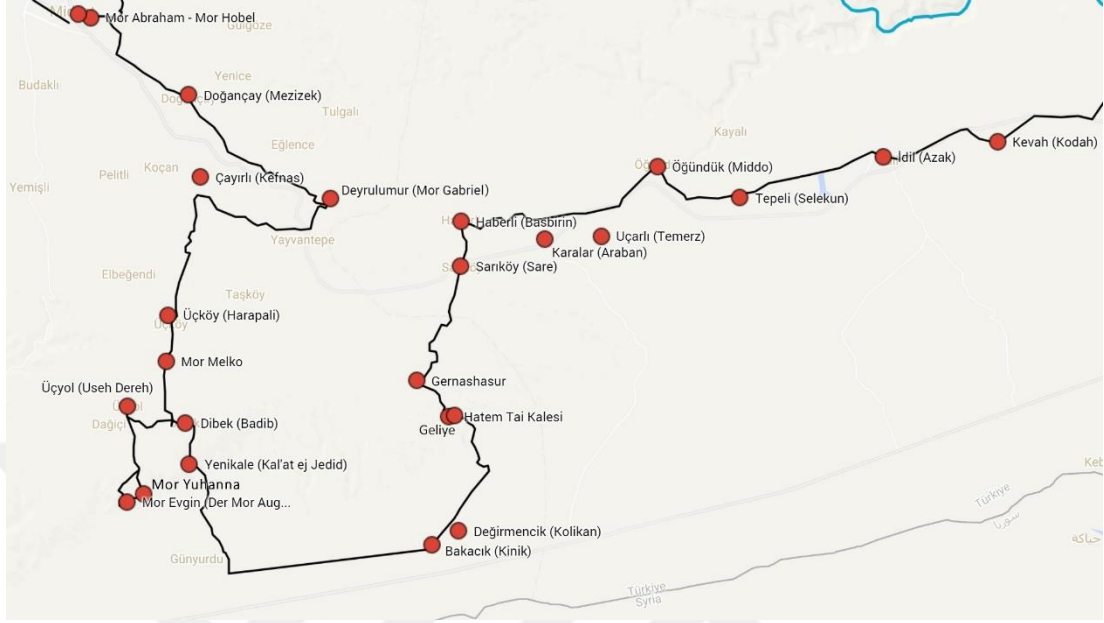 Mor Abraham - Mor Hobel
Gülgöze
Budaklı
Yenice
Doğançay (Mezizek)
Tulgalı
Kayalı
Eğlence
Koçan
Pelitli
Yemişli
Çayırlı (Kefnas)
Deyrulumur (Mor Gabriel)
Öğündük (Middo)
İdil (Azak)
Kevah (Kodah)
Tepeli (Selekun)
Haberli (Basbirin)
Uçarlı (Temerz)
Karalar (Araban)
Yayvantepe
Sarıköy (Sare)
Elbeğendi
Taşköy
Üçköy (Harapali)
Üçköy
Mor Melko
Gernashasur
Üçyol (Useh Dereh)
Hatem Tai Kalesi
Geliye
Dağiçi
Dibek (Badib)
Yenikale (Kal'at ej Jedid)
Mor Yuhanna
Mor Evgin (Der Mor Aug...
Türkiye
سوريا
Değirmencik (Kolikan)
Bakacık (Kinik)
Günyurdu
Türkiye
Syria